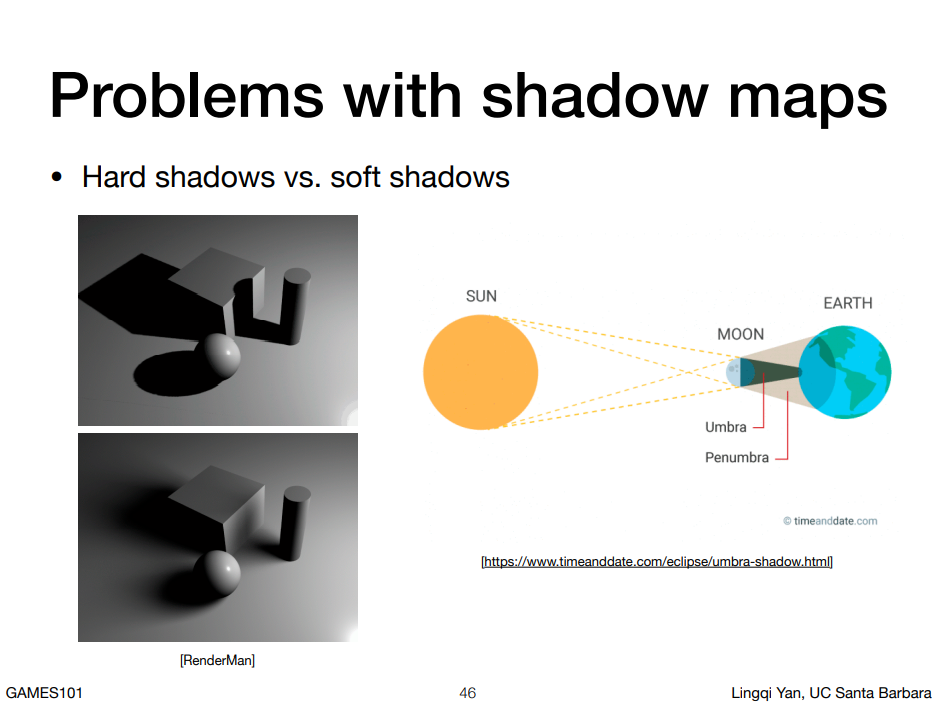 Problems with shadow maps
• Hard shadows vs. soft shadows
SUN
EARTH
MOON
Umbra
Penumbra
© timeanddate.com
[https://www.timeanddate.com/eclipse/umbra-shadow.html]
[RenderMan]
GAMES101
46
Lingqi Yan, UC Santa Barbara